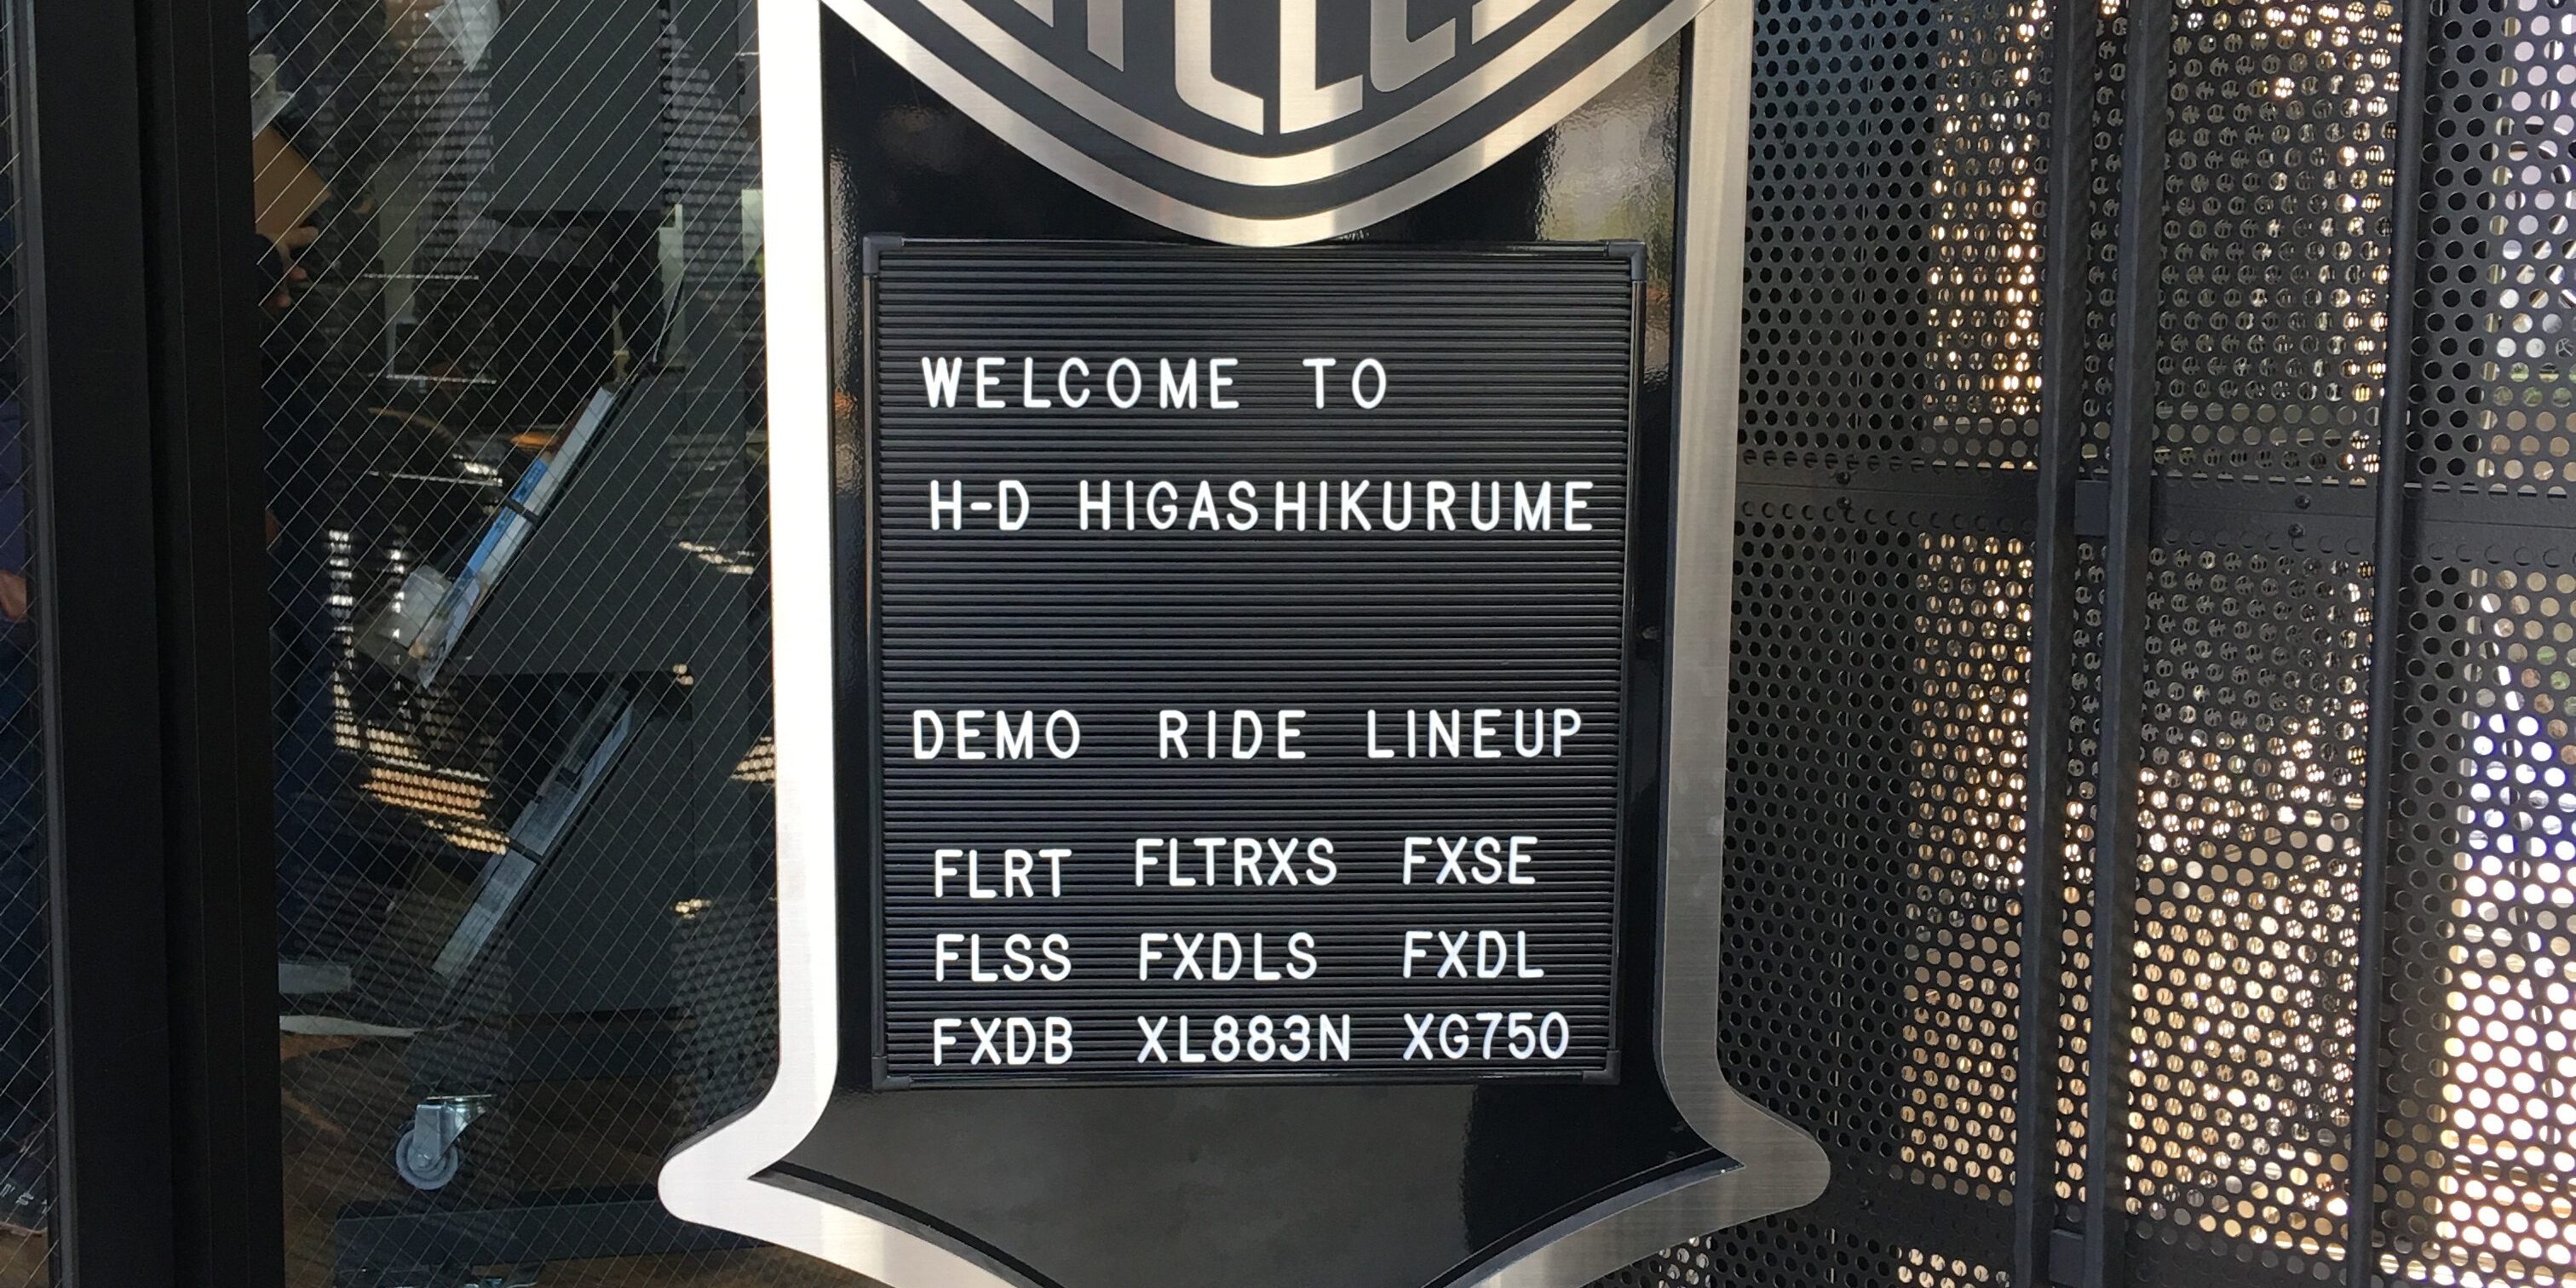 WELCOME TO
H-D HIGASHIKURUME
DEMO RIDE LINEUP
FLRT FLTRXS FXSE
FLSS FXDLS FXDL
FXDB XL883N XG750